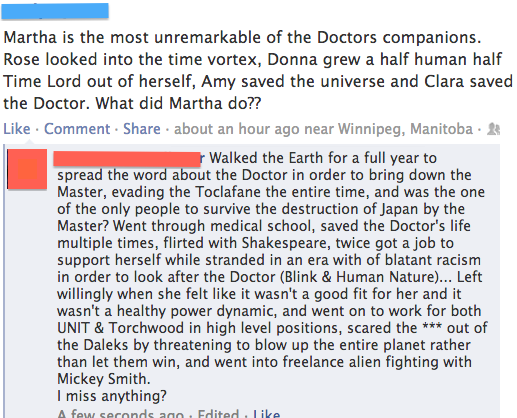 Martha is the most unremarkable of the Doctors companions.
Rose looked into the time vortex, Donna grew a half human half
Time Lord out of herself, Amy saved the universe and Clara saved
the Doctor. What did Martha do??
Like · Comment · Share · about an hour ago near Winnipeg, Manitoba ·
r Walked the Earth for a full year to
spread the word about the Doctor in order to bring down the
Master, evading the Toclafane the entire time, and was the one
of the only people to survive the destruction of Japan by the
Master? Went through medical school, saved the Doctor's life
multiple times, flirted with Shakespeare, twice got a job to
support herself while stranded in an era with of blatant racism
in order to look after the Doctor (Blink & Human Nature)... Left
willingly when she felt like it wasn't a good fit for her and it
wasn't a healthy power dynamic, and went on to work for both
UNIT & Torchwood in high level positions, scared the *** out of
the Daleks by threatening to blow up the entire planet rather
than let them win, and went into freelance alien fighting with
Mickey Smith.
I miss anything?
A few seconds ago · Edited · Like